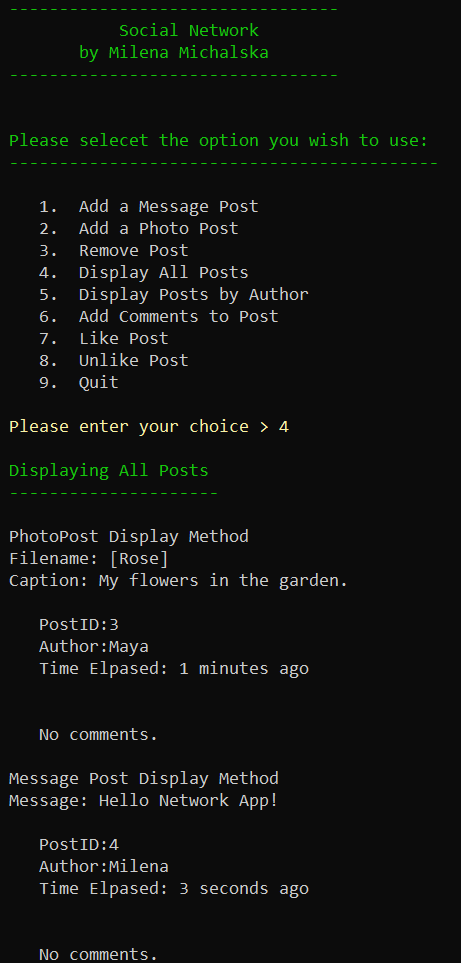 ---------------------------------
Social Network
by Milena Michalska
---------------------------------
Please selecet the option you wish to use:
-------------------------------------------
1. Add a Message Post
2. Add a Photo Post
3. Remove Post
4. Display All Posts
5. Display Posts by Author
6. Add Comments to Post
7. Like Post
8. Unlike Post
9. Quit
Please enter your choice > 4
Displaying All Posts
---------------------
PhotoPost Display Method
Filename: [Rose]
Caption: My flowers in the garden.
PostID:3
Author:Maya
Time Elpased: 1 minutes ago
No comments.
Message Post Display Method
Message: Hello Network App!
PostID:4
Author:Milena
Time Elpased: 3 seconds ago
No comments.